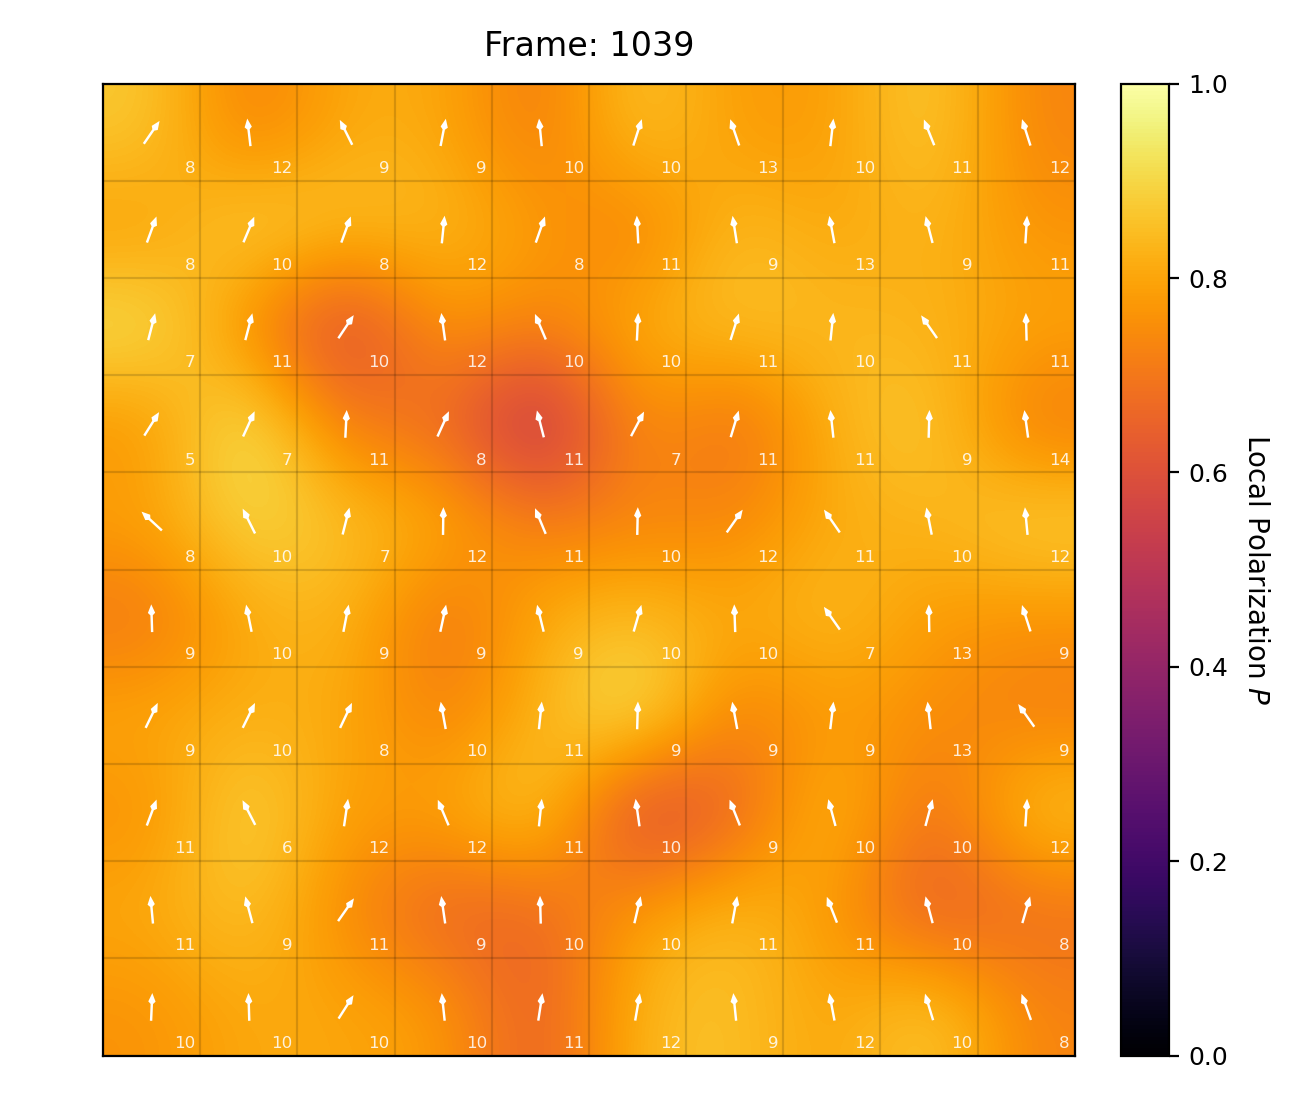 Frame: 1039
8 12 9 9 10 10 13 10 11 12
8 10 8 12 8 11 9 13 9 11
7 11 10 12 10 10 11 10 11 11
5 7 11 8 11 7 11 11 9 14
8 10 7 12 11 10 12 11 10 12
9 10 9 9 9 10 10 7 13 9
9 10 8 10 11 9 9 9 13 9
11 6 12 12 11 10 9 10 10 12
11 9 11 9 10 10 11 11 10 8
10 10 10 10 11 12 9 12 10 8
1.0
0.8
0.6
0.4
0.2
0.0
Local Polarization P